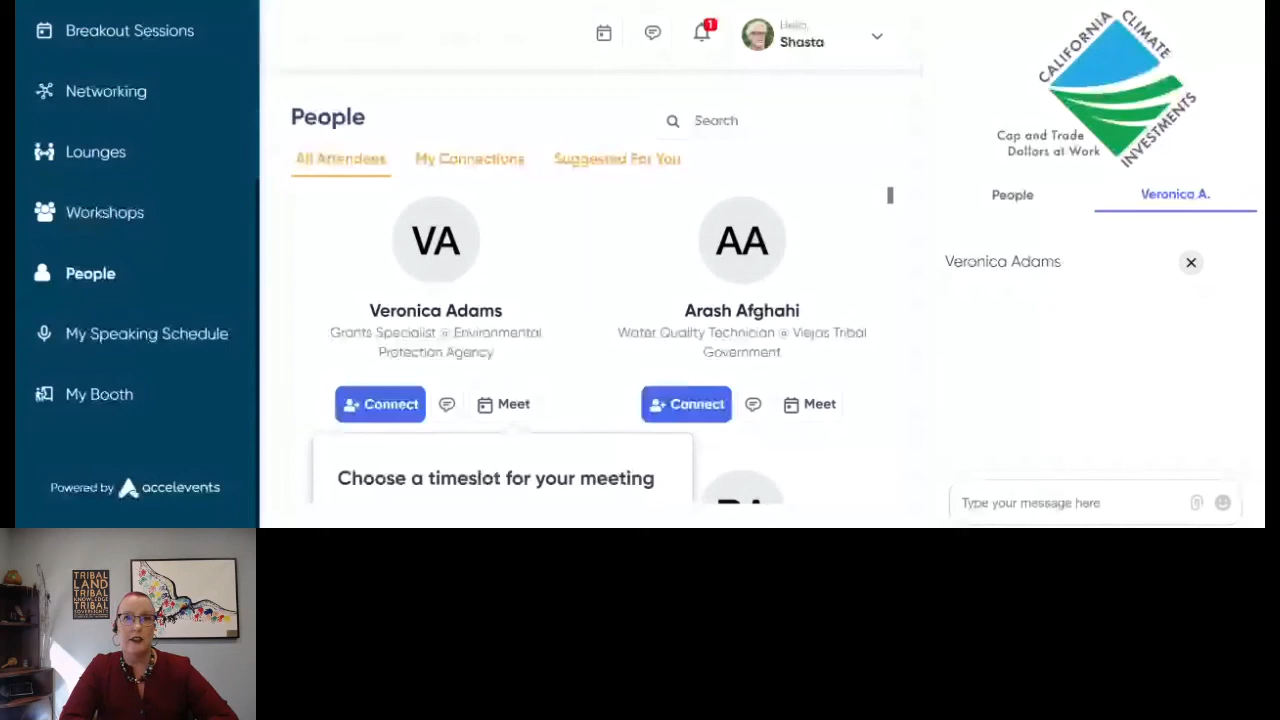 Breakout Sessions
Networking
Lounges
Workshops
People
My Speaking Schedule
My Booth
Powered by accelevents
1
Hello,
Shasta
People
Search
All Attendees
My Connections
Suggested For You
VA
Veronica Adams
Grants Specialist @ Environmental
Protection Agency
Connect
Meet
AA
Arash Afghahi
Water Quality Technician @ Viejas Tribal
Government
Connect
Meet
Choose a timeslot for your meeting
CALIFORNIA
CLIMATE
INVESTMENTS
Cap and Trade
Dollars at Work
People
Veronica A.
Veronica Adams
Type your message here
TRIBAL
LAND
TRIBAL
KNOWLEDGE
TRIBAL
SOVEREIGNTY